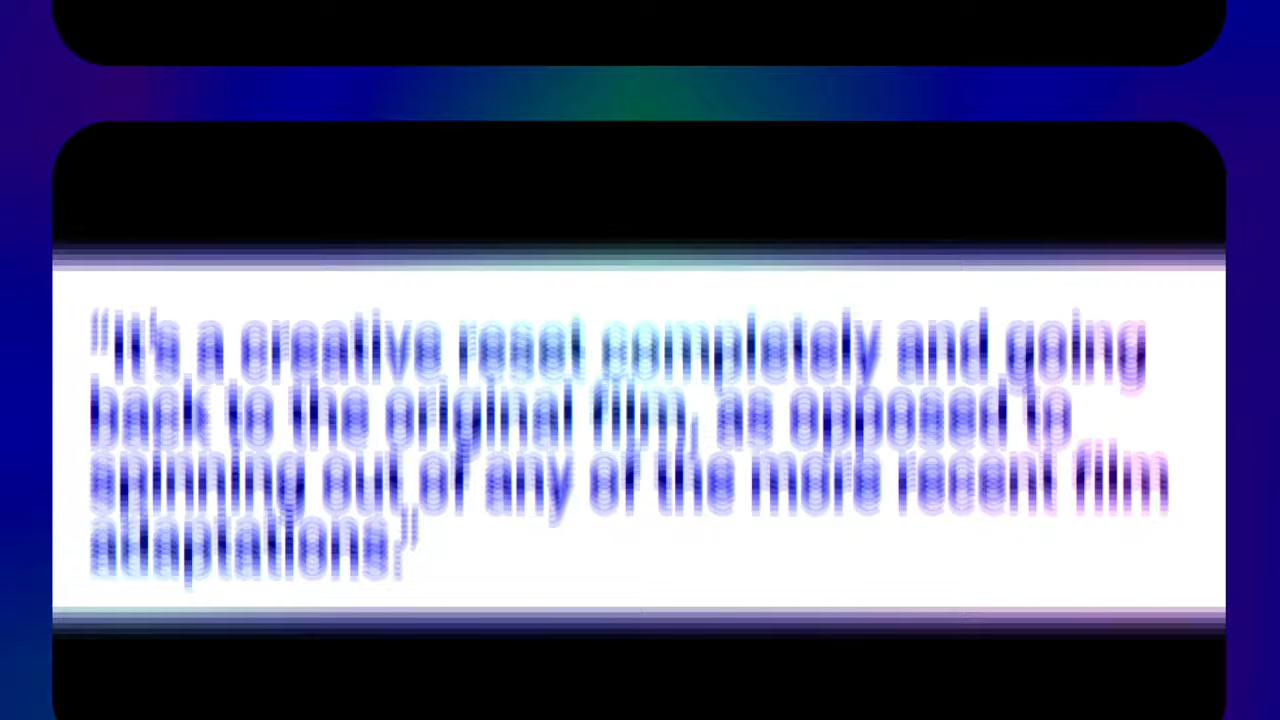 "It's a creative reset completely and going
back to the original film, as opposed to
spinning out of any of the more recent film
adaptations."